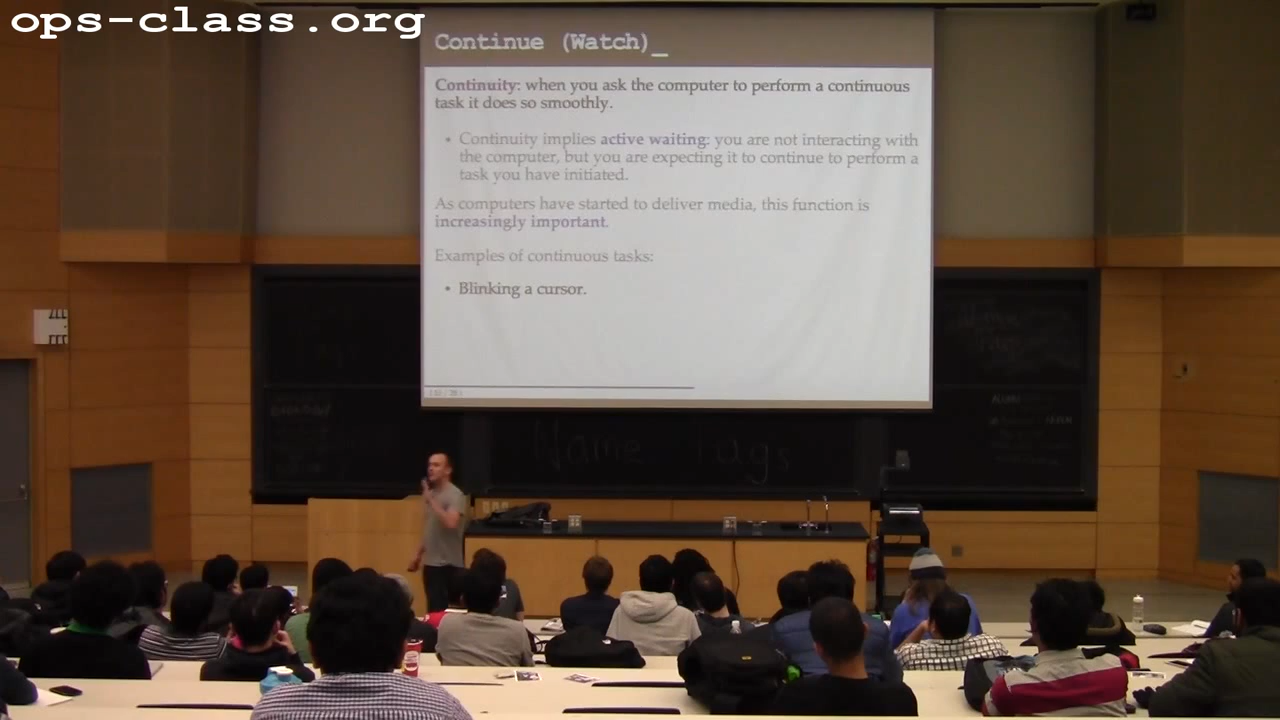 ops-class.org
Continue (Watch)_
Continuity: when you ask the computer to perform a continuous
task it does so smoothly.
• Continuity implies active waiting: you are not interacting with
the computer, but you are expecting it to continue to perform a
task you have initiated.
As computers have started to deliver media, this function is
increasingly important.
Examples of continuous tasks:
• Blinking a cursor.
Name Tags